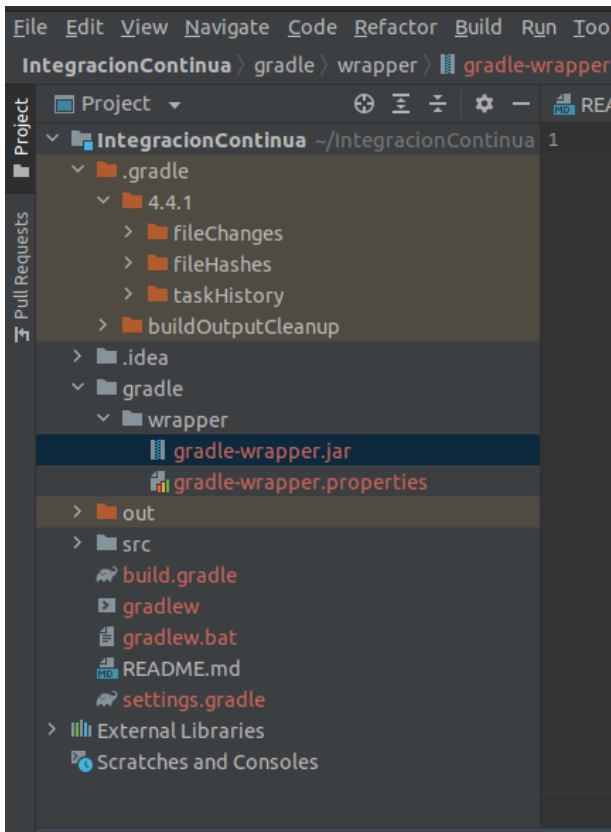 File Edit View Navigate Code Refactor Build Run Too
IntegracionContinua gradle wrapper gradle-wrapper
Project
REA
Project
Pull Requests
IntegracionContinua ~/IntegracionContinua
1
.gradle
4.4.1
fileChanges
fileHashes
taskHistory
buildOutputCleanup
.idea
gradle
wrapper
gradle-wrapper.jar
gradle-wrapper.properties
out
src
build.gradle
gradlew
gradlew.bat
MD README.md
settings.gradle
External Libraries
Scratches and Consoles